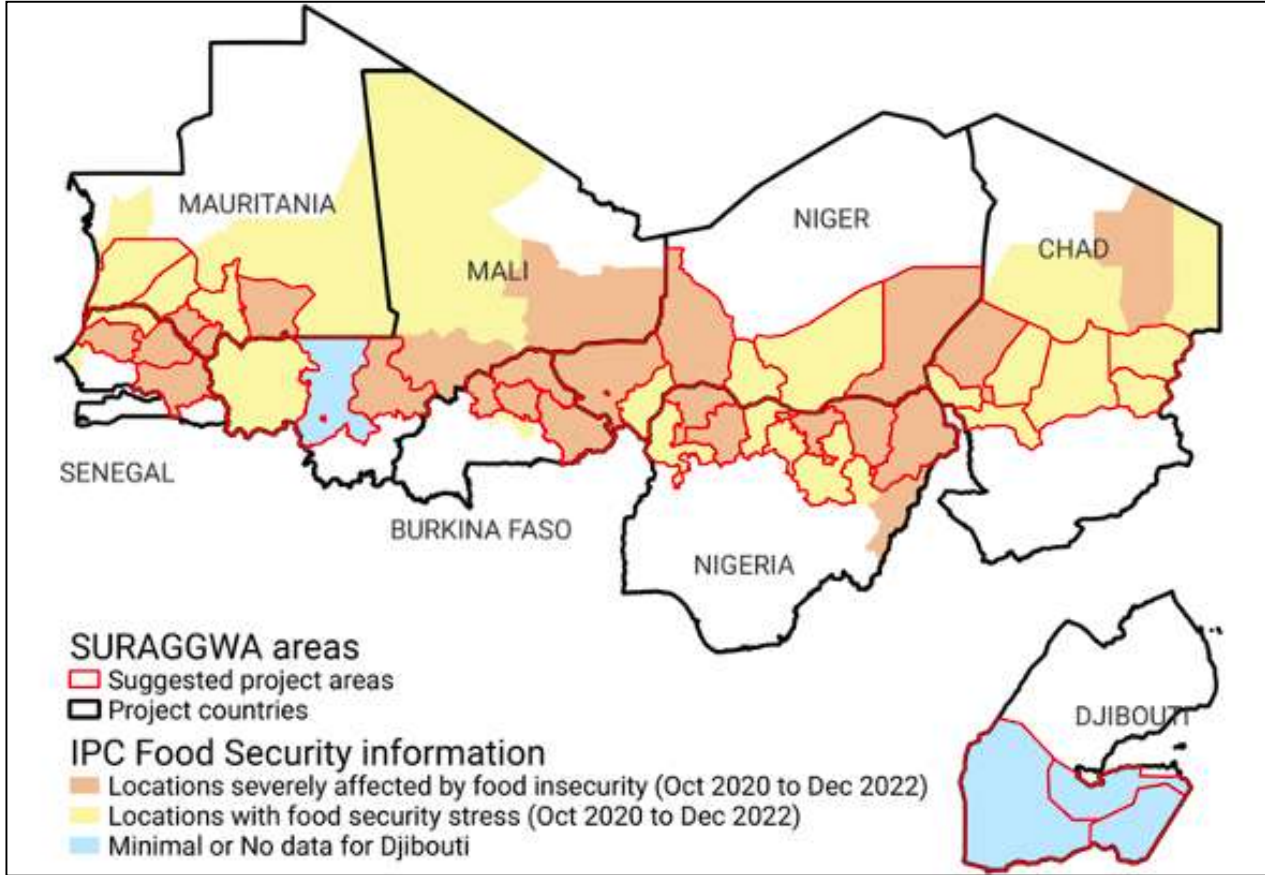 MAURITANIA
NIGER
MALI
CHAD
SENEGAL
BURKINA FASO
NIGERIA
SURAGGWA areas
Suggested project areas
Project countries
DJIBOUTI
IPC Food Security information
Locations severely affected by food insecurity (Oct 2020 to Dec 2022)
Locations with food security stress (Oct 2020 to Dec 2022)
Minimal or No data for Djibouti